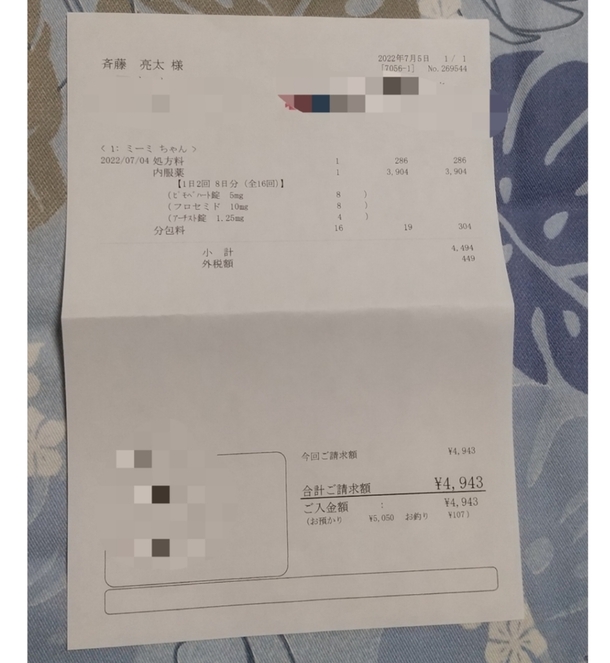 斉藤 亮太 様
2022年7月5日 1/ 1
[7056-1] No.269544
< 1: ミーミ ちゃん >
2022/07/04 処方料 1 286 286
内服薬 1 3,904 3,904
【1日2回 8日分 (全16回)】
(ピモベハート錠 5mg 8 )
(フロセミド 10mg 8 )
(アーチスト錠 1.25mg 4 )
分包料 16 19 304
小 計 4,494
外税額 449
今回ご請求額 ¥4,943
合計ご請求額 ¥4,943
ご入金額 : ¥4,943
(お預かり ¥5,050 お釣り ¥107)